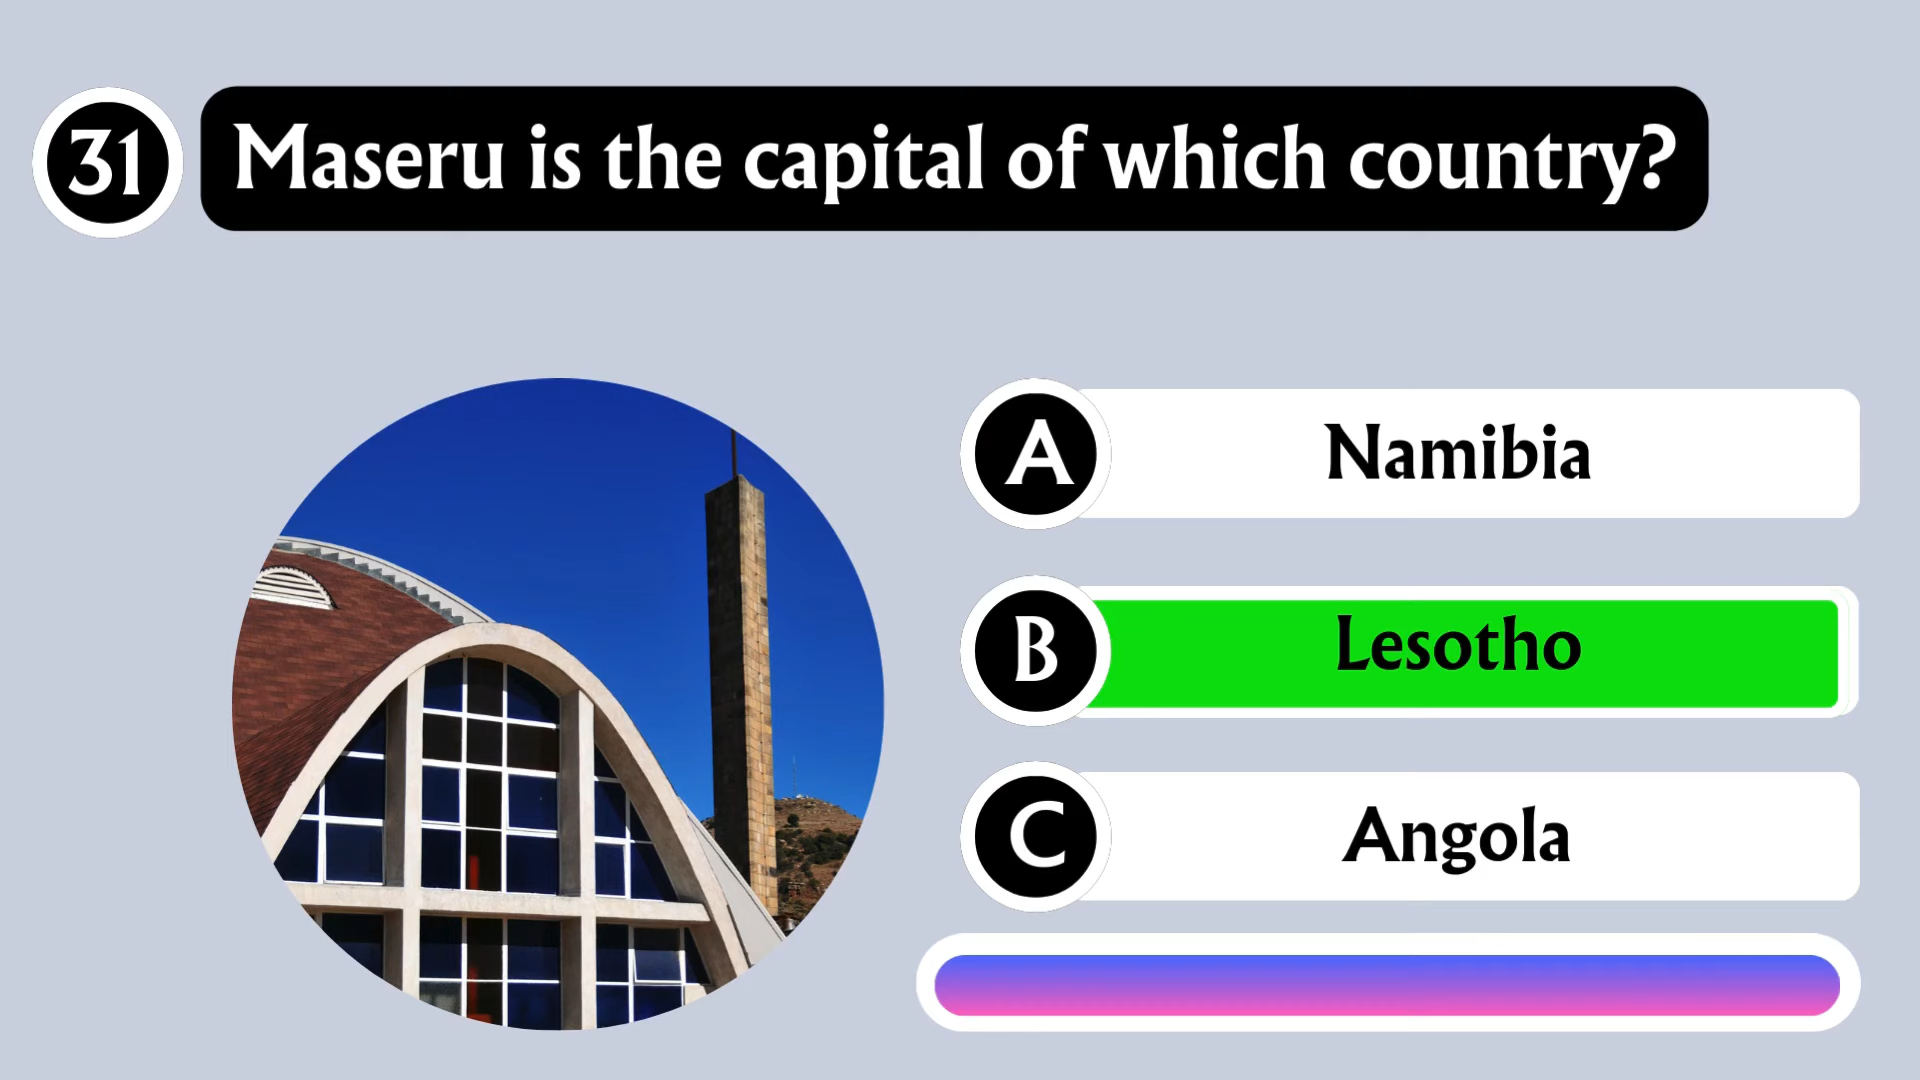 31 Maseru is the capital of which country?
A Namibia
B Lesotho
C Angola